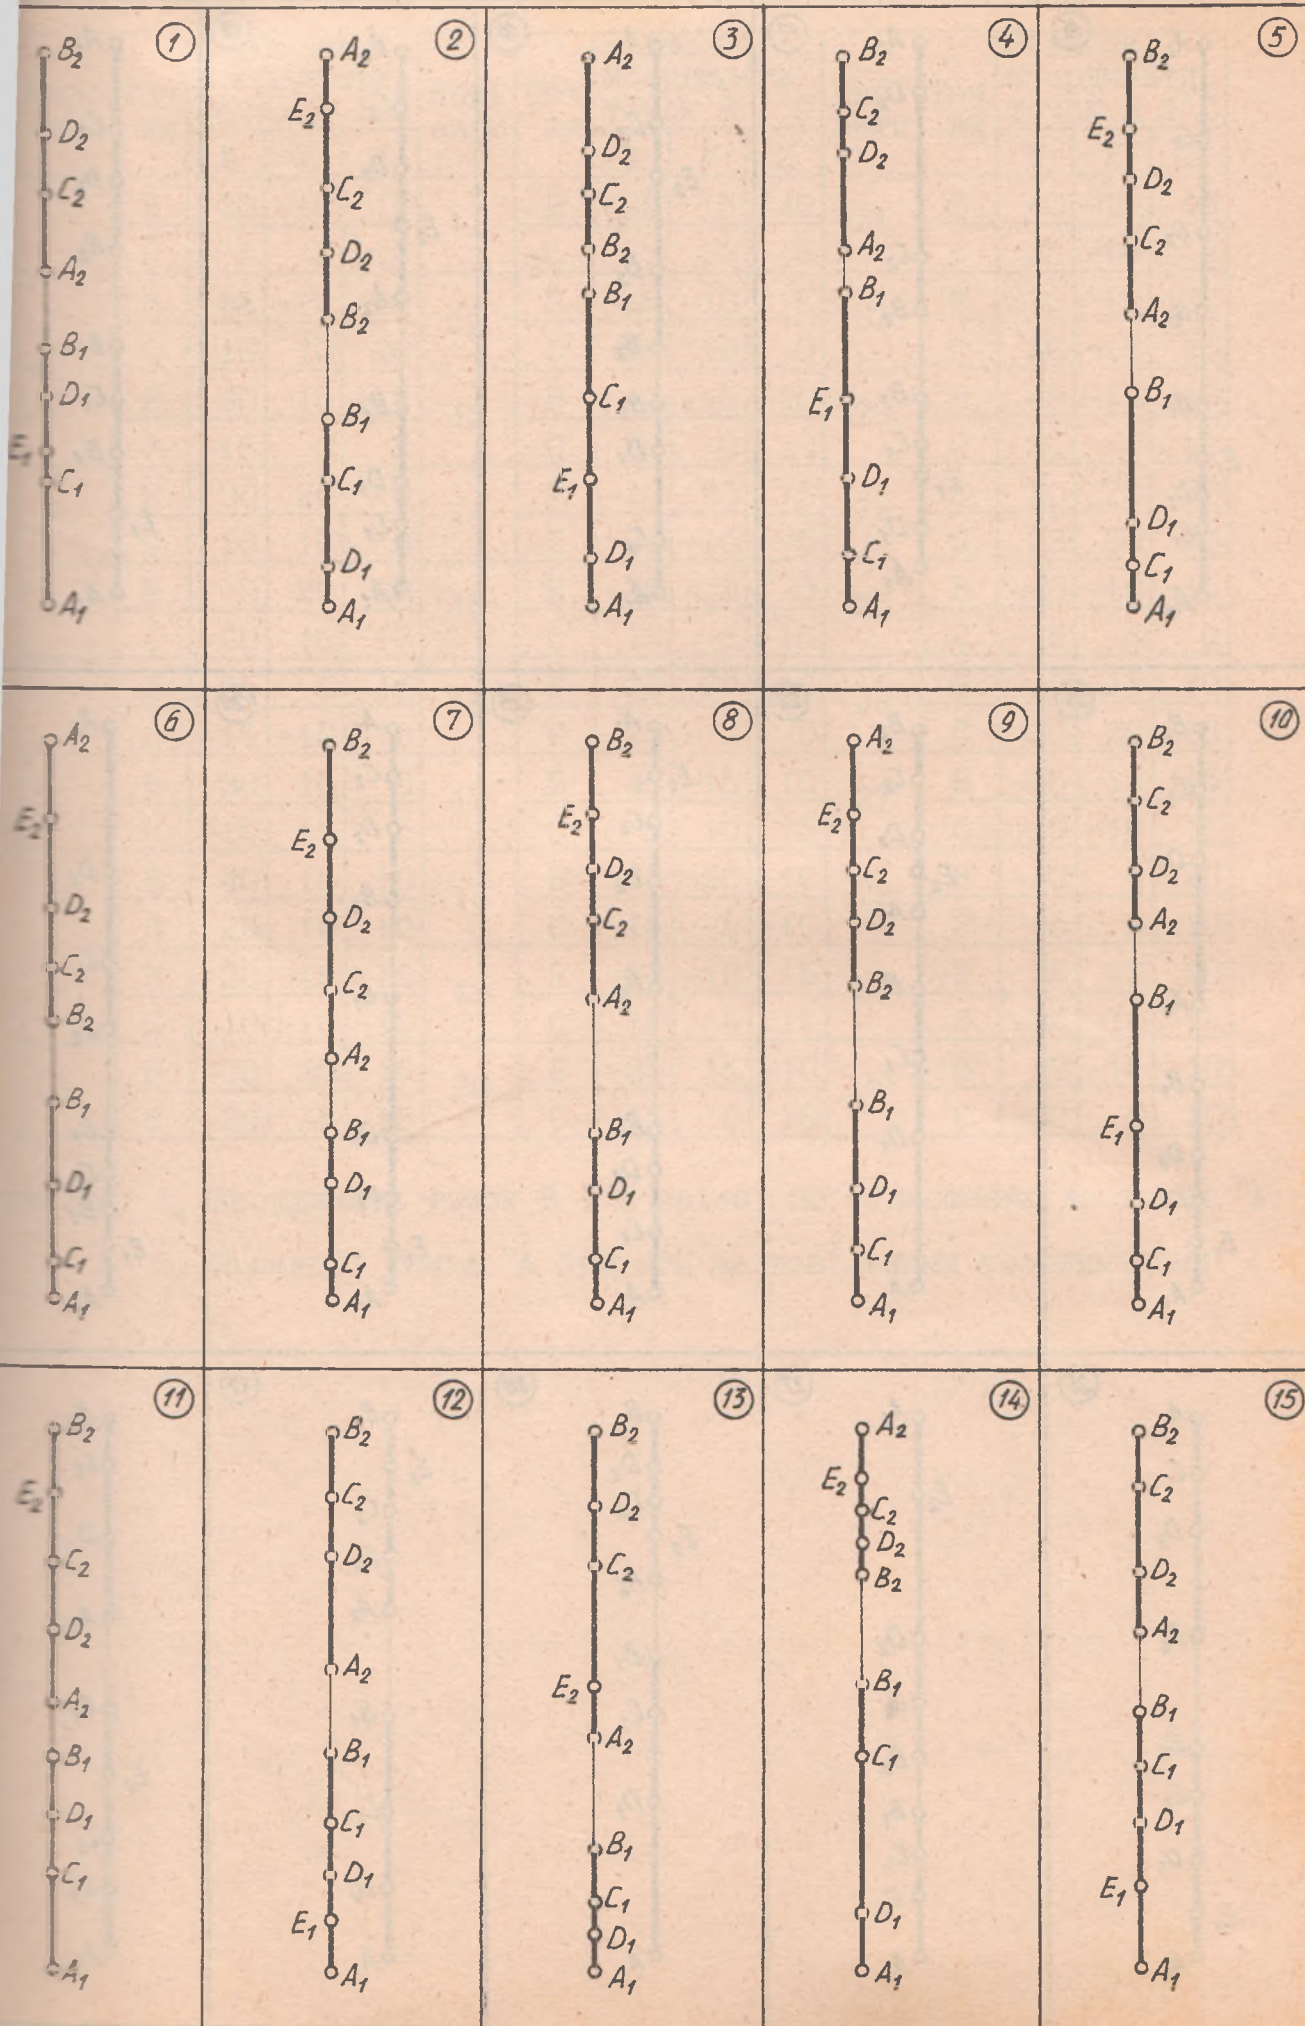 1
B₂
D₂
C₂
A₂
B₁
D₁
E₁
C₁
A₁
2
A₂
E₂
C₂
D₂
B₂
B₁
C₁
D₁
A₁
3
A₂
D₂
C₂
B₂
B₁
C₁
E₁
D₁
A₁
4
B₂
C₂
D₂
A₂
B₁
E₁
D₁
C₁
A₁
5
B₂
E₂
D₂
C₂
A₂
B₁
D₁
C₁
A₁
6
A₂
E₂
D₂
C₂
B₂
B₁
D₁
C₁
A₁
7
B₂
E₂
D₂
C₂
A₂
B₁
D₁
C₁
A₁
8
B₂
E₂
D₂
C₂
A₂
B₁
D₁
C₁
A₁
9
A₂
E₂
C₂
D₂
B₂
B₁
D₁
C₁
A₁
10
B₂
C₂
D₂
A₂
B₁
E₁
D₁
C₁
A₁
11
B₂
E₂
C₂
D₂
A₂
B₁
D₁
C₁
A₁
12
B₂
C₂
D₂
A₂
B₁
C₁
D₁
E₁
A₁
13
B₂
D₂
C₂
E₂
A₂
B₁
C₁
D₁
A₁
14
A₂
E₂
C₂
D₂
B₂
B₁
C₁
D₁
A₁
15
B₂
C₂
D₂
A₂
B₁
C₁
D₁
E₁
A₁